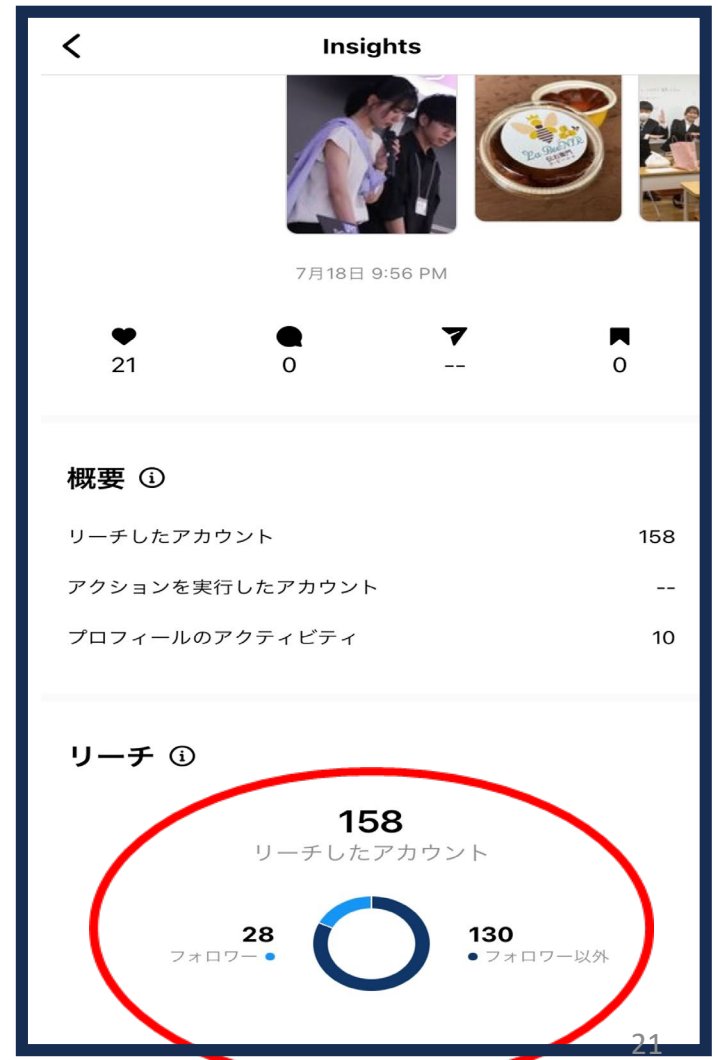 Insights
La BeeNIR
7月18日 9:56 PM
21
0
--
0
概要
リーチしたアカウント 158
アクションを実行したアカウント --
プロフィールのアクティビティ 10
リーチ
158
リーチしたアカウント
28
フォロワー
130
フォロワー以外
21